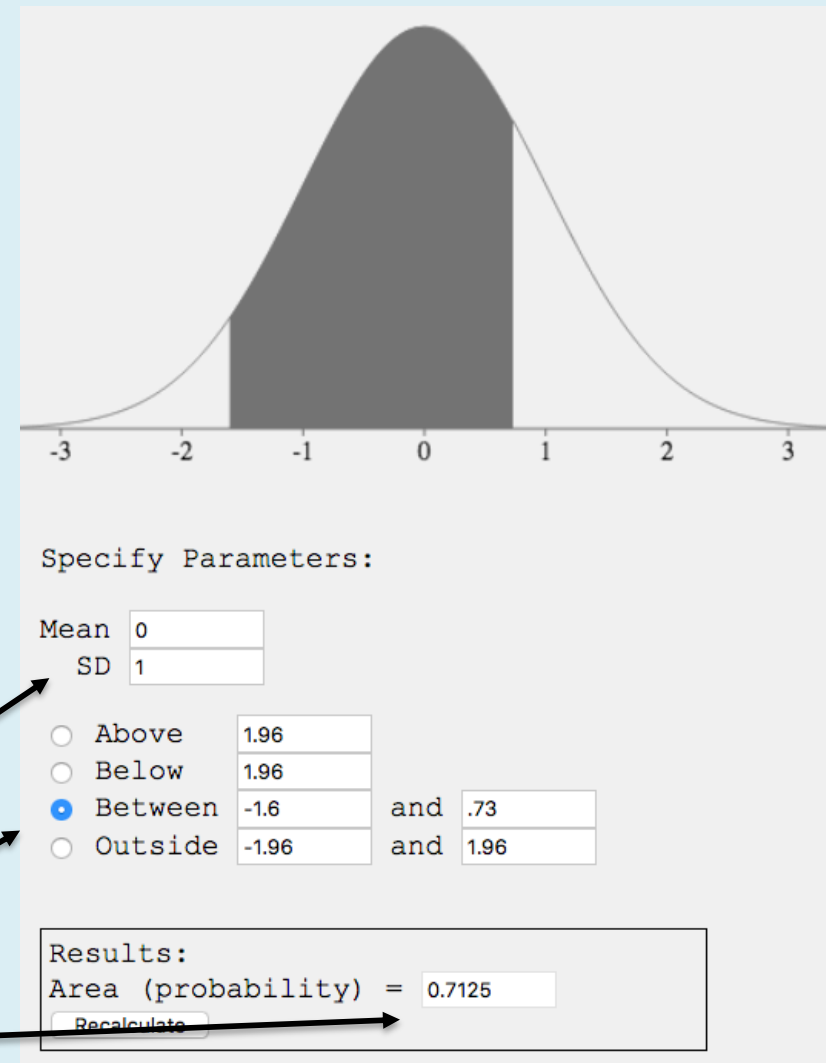 -3 -2 -1 0 1 2 3
Specify Parameters:
Mean 0
SD 1
Above 1.96
Below 1.96
Between -1.6 and .73
Outside -1.96 and 1.96
Results:
Area (probability) = 0.7125
Recalculate